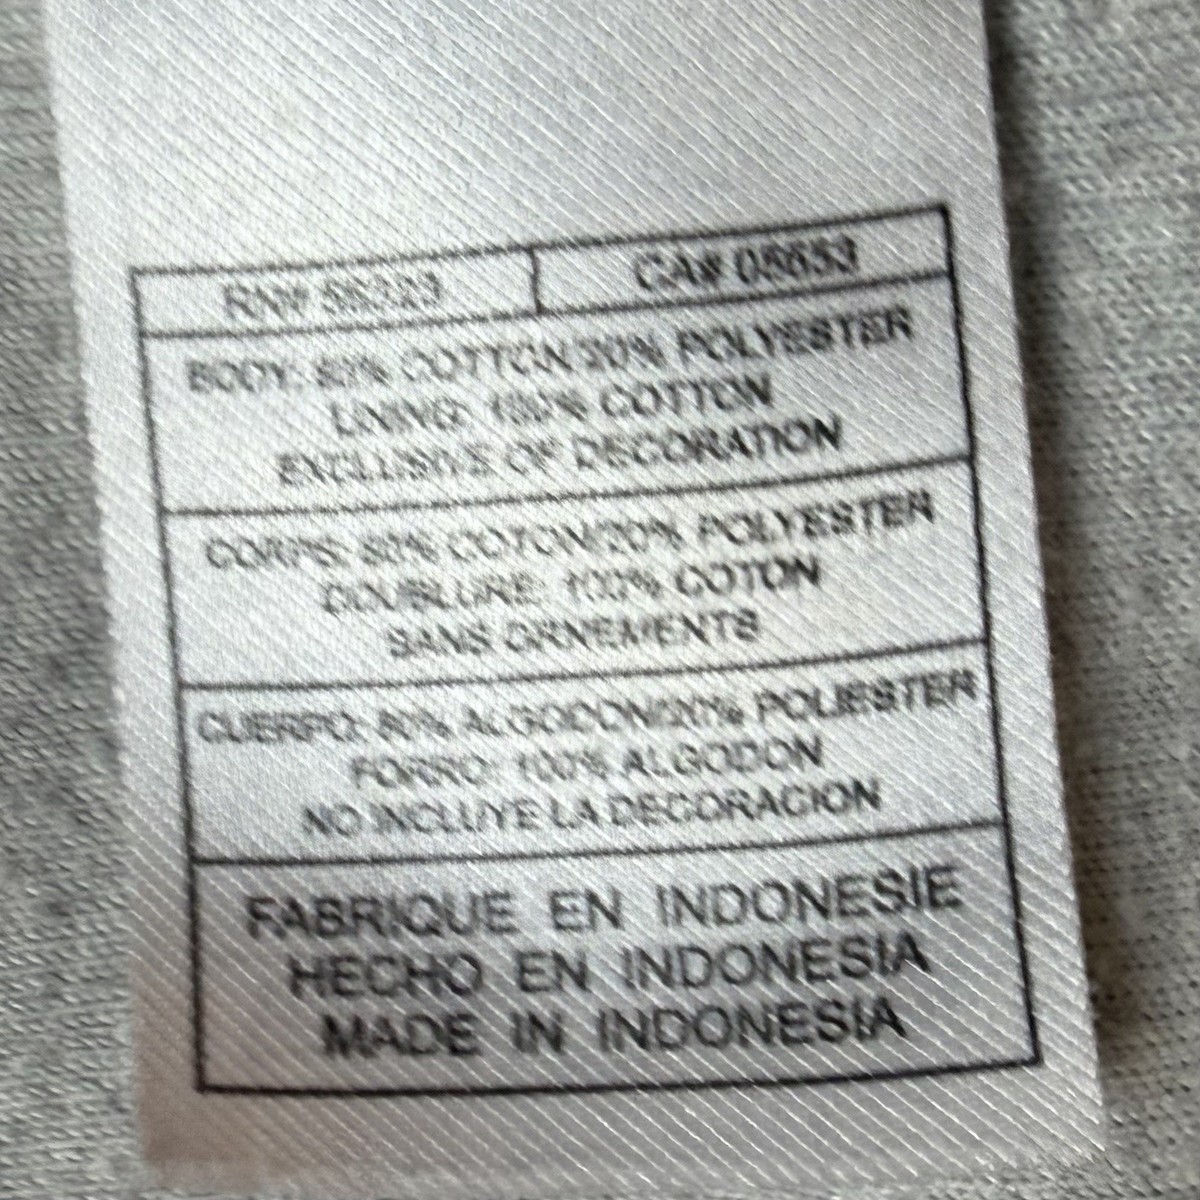 RN# 56323
CA# 05553
BODY: 80% COTTON/20% POLYESTER
LINING: 100% COTTON
EXCLUSIVE OF DECORATION
CORPS: 80% COTON/20% POLYESTER
DOUBLURE: 100% COTON
SANS ORNEMENTS
CUERPO: 80% ALGODON/20% POLIESTER
FORRO: 100% ALGODON
NO INCLUYE LA DECORACION
FABRIQUE EN INDONESIE
HECHO EN INDONESIA
MADE IN INDONESIA